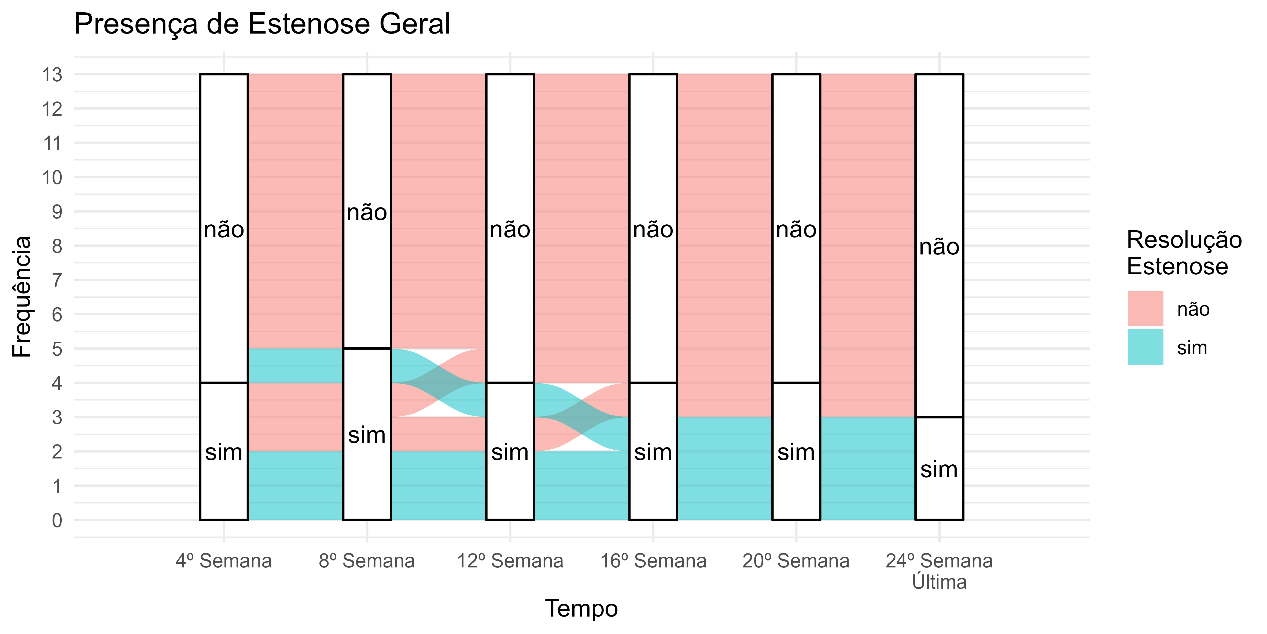 Presença de Estenose Geral
Frequência
13
12
11
10
9
8
7
6
5
4
3
2
1
0
não
não
não
não
não
não
sim
sim
sim
sim
sim
sim
4º Semana
8º Semana
12º Semana
16º Semana
20º Semana
24º Semana
Última
Tempo
Resolução
Estenose
não
sim